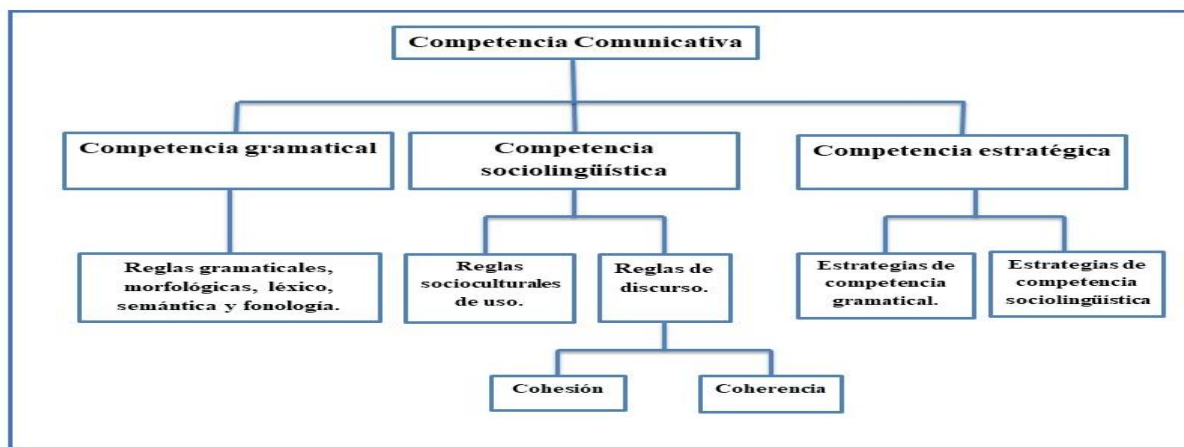 Competencia Comunicativa
Competencia gramatical
Competencia
sociolingüística
Competencia estratégica
Reglas gramaticales,
morfológicas, léxico,
semántica y fonología.
Reglas
socioculturales
de uso.
Reglas de
discurso.
Estrategias de
competencia
gramatical.
Estrategias de
competencia
sociolingüística
Cohesión
Coherencia